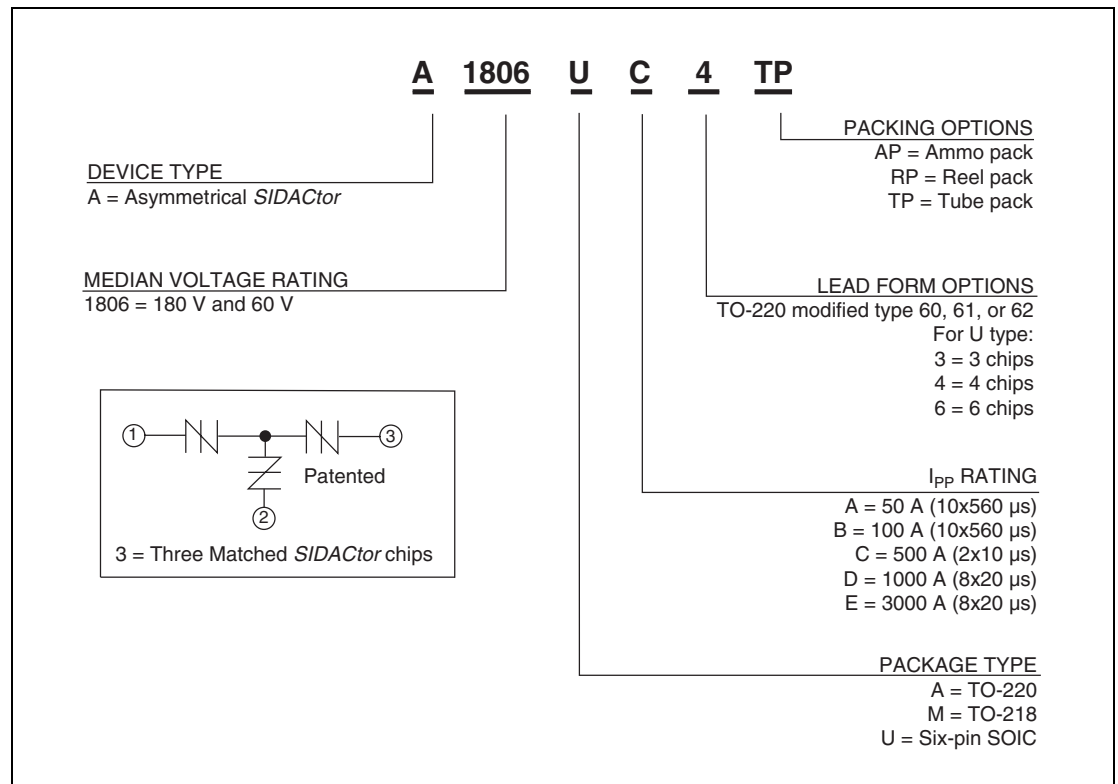 A 1806 U C 4 TP
PACKING OPTIONS
AP = Ammo pack
RP = Reel pack
TP = Tube pack
DEVICE TYPE
A = Asymmetrical SIDACtor
MEDIAN VOLTAGE RATING
1806 = 180 V and 60 V
LEAD FORM OPTIONS
TO-220 modified type 60, 61, or 62
For U type:
3 = 3 chips
4 = 4 chips
6 = 6 chips
1
3
Patented
2
3 = Three Matched SIDACtor chips
IPP RATING
A = 50 A (10x560 µs)
B = 100 A (10x560 µs)
C = 500 A (2x10 µs)
D = 1000 A (8x20 µs)
E = 3000 A (8x20 µs)
PACKAGE TYPE
A = TO-220
M = TO-218
U = Six-pin SOIC